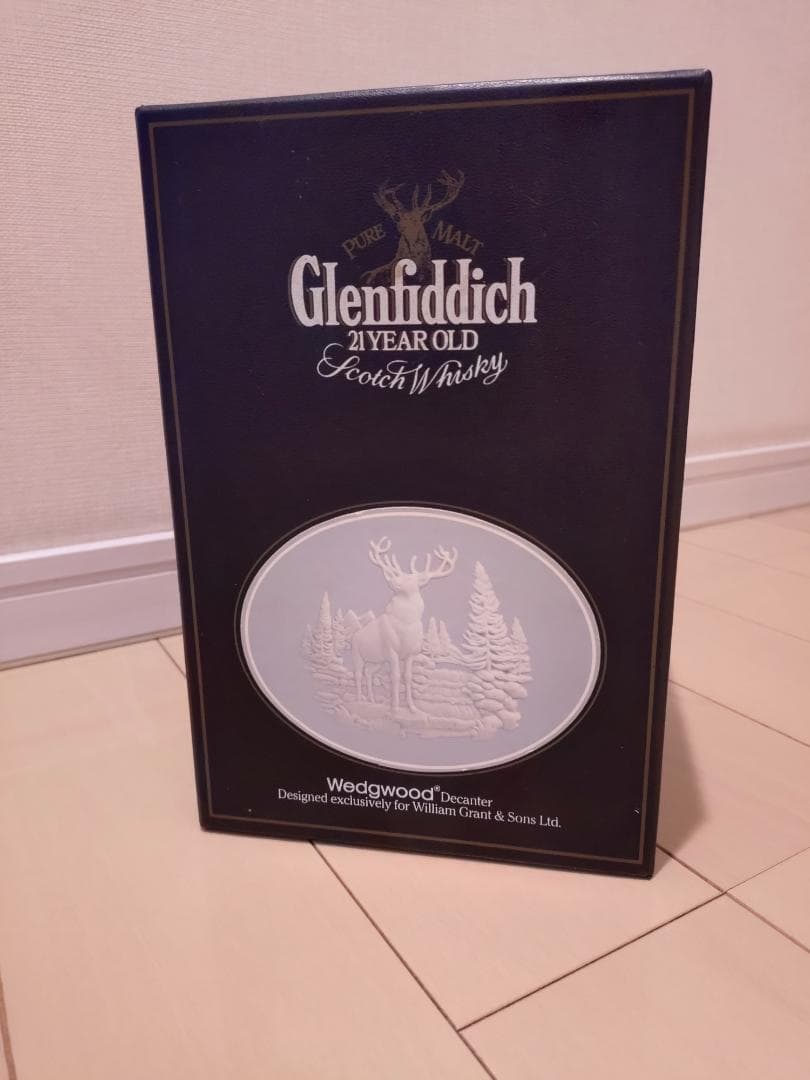 PURE MALT
Glenfiddich
21 YEAR OLD
Scotch Whisky
Wedgwood® Decanter
Designed exclusively for William Grant & Sons Ltd.